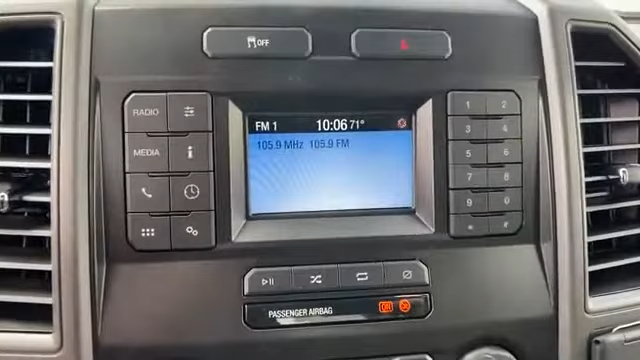 OFF
RADIO
MEDIA
FM 1 10:06 71°
105.9 MHz 105.9 FM
1 2
3 4
5 6
7 8
9 0
* #
PASSENGER AIRBAG OFF